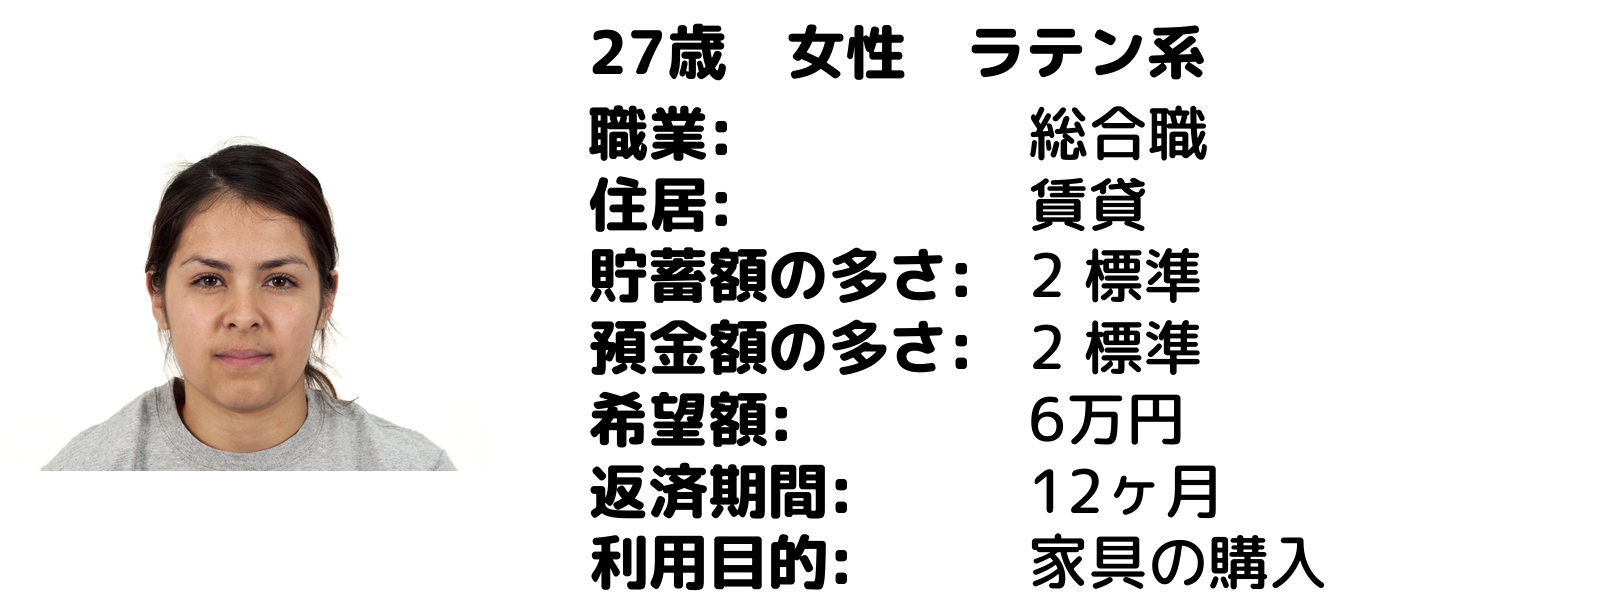 27歳　女性　ラテン系
職業: 総合職
住居: 賃貸
貯蓄額の多さ: 2 標準
預金額の多さ: 2 標準
希望額: 6万円
返済期間: 12ヶ月
利用目的: 家具の購入